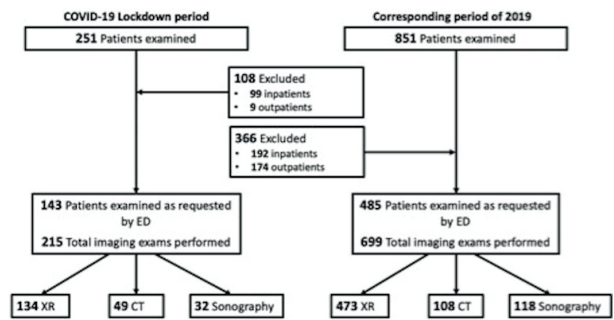 COVID-19 Lockdown period
Corresponding period of 2019
251 Patients examined
851 Patients examined
108 Excluded
• 99 inpatients
• 9 outpatients
366 Excluded
• 192 inpatients
• 174 outpatients
143 Patients examined as requested
by ED
215 Total imaging exams performed
485 Patients examined as requested
by ED
699 Total imaging exams performed
134 XR
49 CT
32 Sonography
473 XR
108 CT
118 Sonography